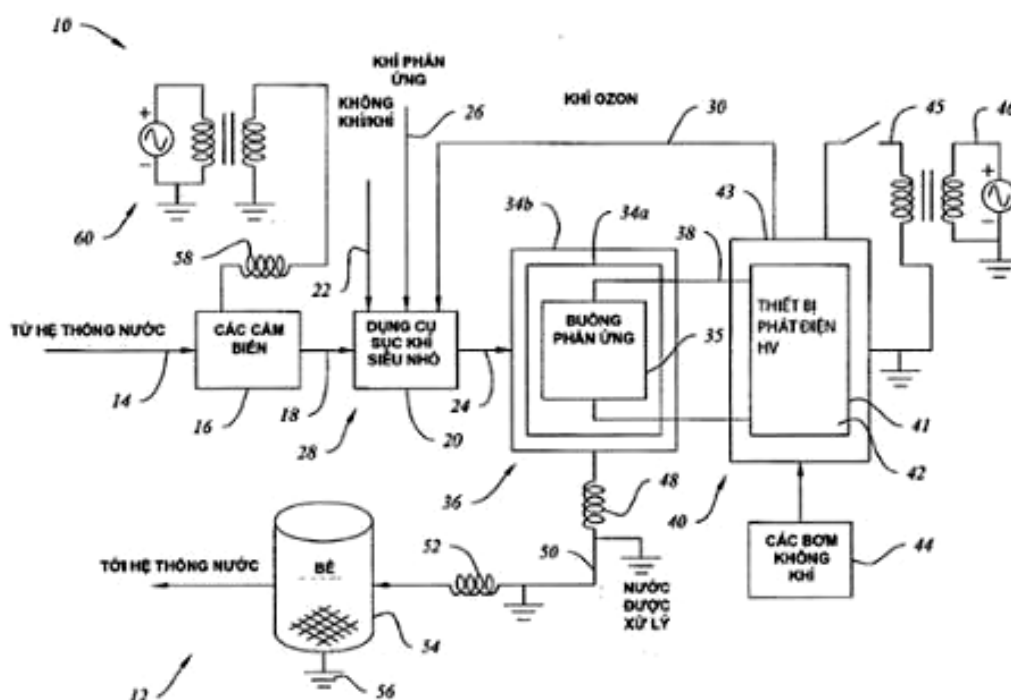 10
KHÍ PHẢN
ỨNG
KHÔNG
KHÍ/KHÍ
26
KHÍ OZON
30
45
46
+
−
60
58
22
34b
34a
38
43
+
−
TỪ HỆ THỐNG NƯỚC
CÁC CẢM
BIẾN
DỤNG CỤ
SỤC KHÍ
SIÊU NHỎ
BUỒNG
PHẢN ỨNG
35
THIẾT BỊ
PHÁT ĐIỆN
HV
14
16
18
28
20
24
36
41
42
40
48
CÁC BƠM
KHÔNG
KHÍ
44
TỚI HỆ THỐNG NƯỚC
BỂ
52
50
NƯỚC
ĐƯỢC
XỬ LÝ
54
56
12